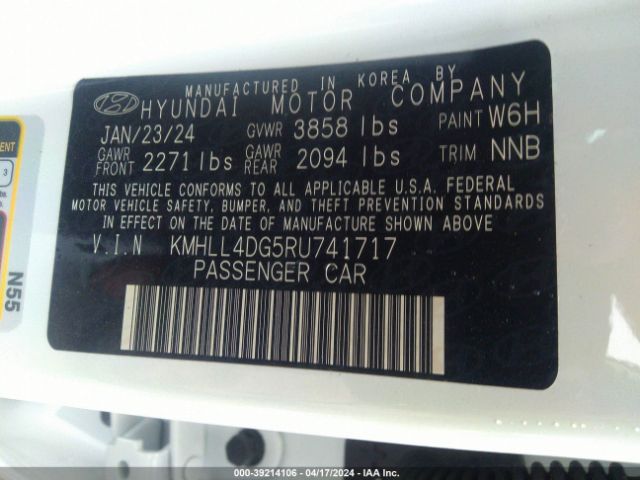 MANUFACTURED IN KOREA BY
HYUNDAI MOTOR COMPANY
JAN/23/24 GVWR 3858 lbs PAINT W6H
GAWR FRONT 2271 lbs GAWR REAR 2094 lbs TRIM NNB
THIS VEHICLE CONFORMS TO ALL APPLICABLE U.S.A. FEDERAL
MOTOR VEHICLE SAFETY, BUMPER, AND THEFT PREVENTION STANDARDS
IN EFFECT ON THE DATE OF MANUFACTURE SHOWN ABOVE
V.I.N KMHLL4DG5RU741717
PASSENGER CAR
3
N55
000-39214106 - 04/17/2024 - IAA Inc.